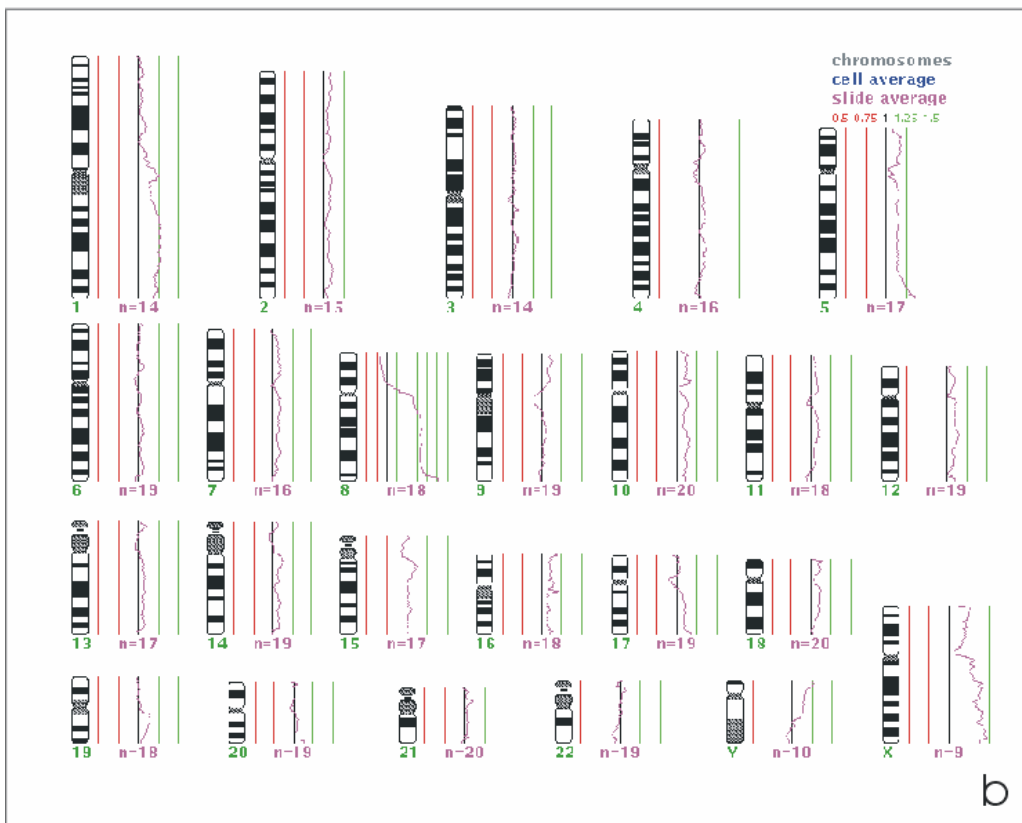 chromosomes
cell average
slide average
0.5 0.75 1 1.25 1.5
1 n=14
2 n=15
3 n=14
4 n=16
5 n=17
6 n=19
7 n=16
8 n=18
9 n=19
10 n=20
11 n=18
12 n=19
13 n=17
14 n=19
15 n=17
16 n=18
17 n=19
18 n=20
19 n=18
20 n=19
21 n=20
22 n=19
Y n=10
X n=9
b